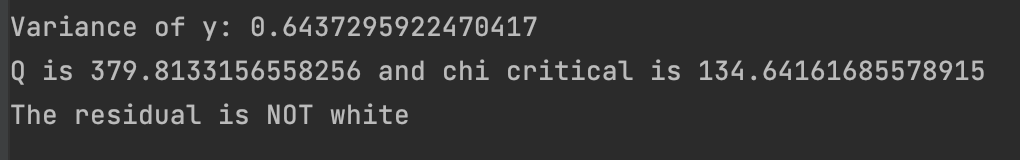 Variance of y: 0.6437295922470417
Q is 379.8133156558256 and chi critical is 134.64161685578915
The residual is NOT white